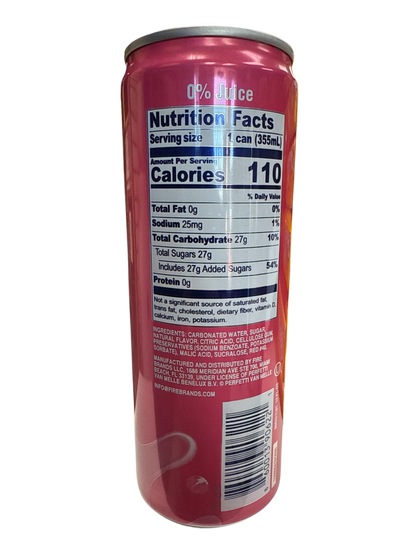 0% Juice
Nutrition Facts
Serving size 1 can (355mL)
Amount Per Serving
Calories 110
% Daily Value
Total Fat 0g 0%
Sodium 25mg 1%
Total Carbohydrate 27g 10%
Total Sugars 27g
Includes 27g Added Sugars 54%
Protein 0g
Not a significant source of saturated fat,
trans fat, cholesterol, dietary fiber, vitamin D,
calcium, iron, potassium.
INGREDIENTS: CARBONATED WATER, SUGAR,
NATURAL FLAVOR, CITRIC ACID, CELLULOSE GUM,
PRESERVATIVES (SODIUM BENZOATE, POTASSIUM
SORBATE), MALIC ACID, SUCRALOSE, RED #40.
MANUFACTURED AND DISTRIBUTED BY FIRE
BRANDS LLC, 1688 MERIDIAN AVE STE 700, MIAMI
BEACH, FL 33139. UNDER LICENSE OF PERFETTI
VAN MELLE BENELUX B.V. © PERFETTI VAN MELLE
INFO@FIREBRANDS.COM
8 60013 90622 1